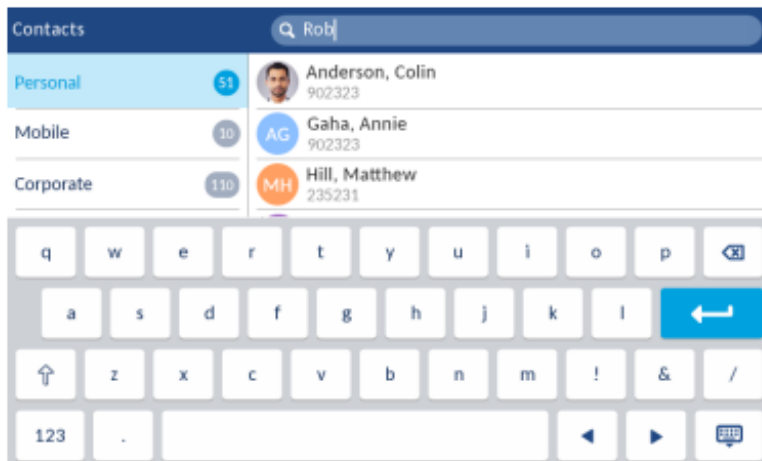 Contacts
Rob
Personal 51
Mobile 10
Corporate 110
Anderson, Colin
902323
AG Gaha, Annie
902323
MH Hill, Matthew
235231
q w e r t y u i o p
a s d f g h j k l
z x c v b n m ! & /
123 .